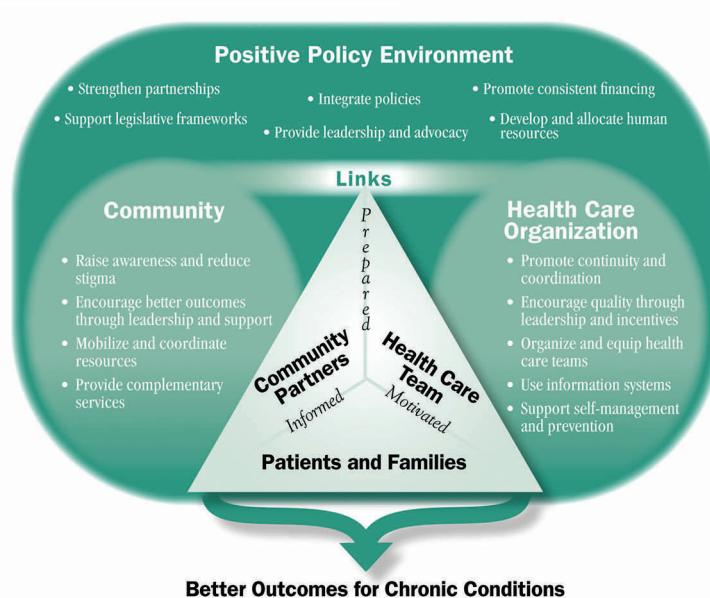 Positive Policy Environment
• Strengthen partnerships
• Support legislative frameworks
• Integrate policies
• Provide leadership and advocacy
• Promote consistent financing
• Develop and allocate human
resources
Links
Community
• Raise awareness and reduce
stigma
• Encourage better outcomes
through leadership and support
• Mobilize and coordinate
resources
• Provide complementary
services
Prepared
Community
Partners
Informed
Health Care
Team
Motivated
Patients and Families
Health Care
Organization
• Promote continuity and
coordination
• Encourage quality through
leadership and incentives
• Organize and equip health
care teams
• Use information systems
• Support self-management
and prevention
Better Outcomes for Chronic Conditions